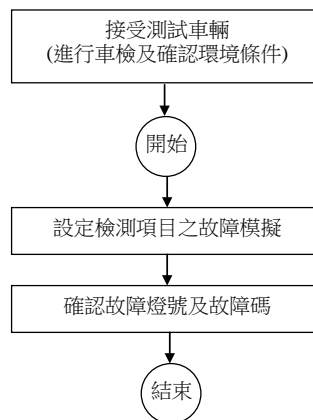 接受測試車輛
(進行車檢及確認環境條件)
開始
設定檢測項目之故障模擬
確認故障燈號及故障碼
結束